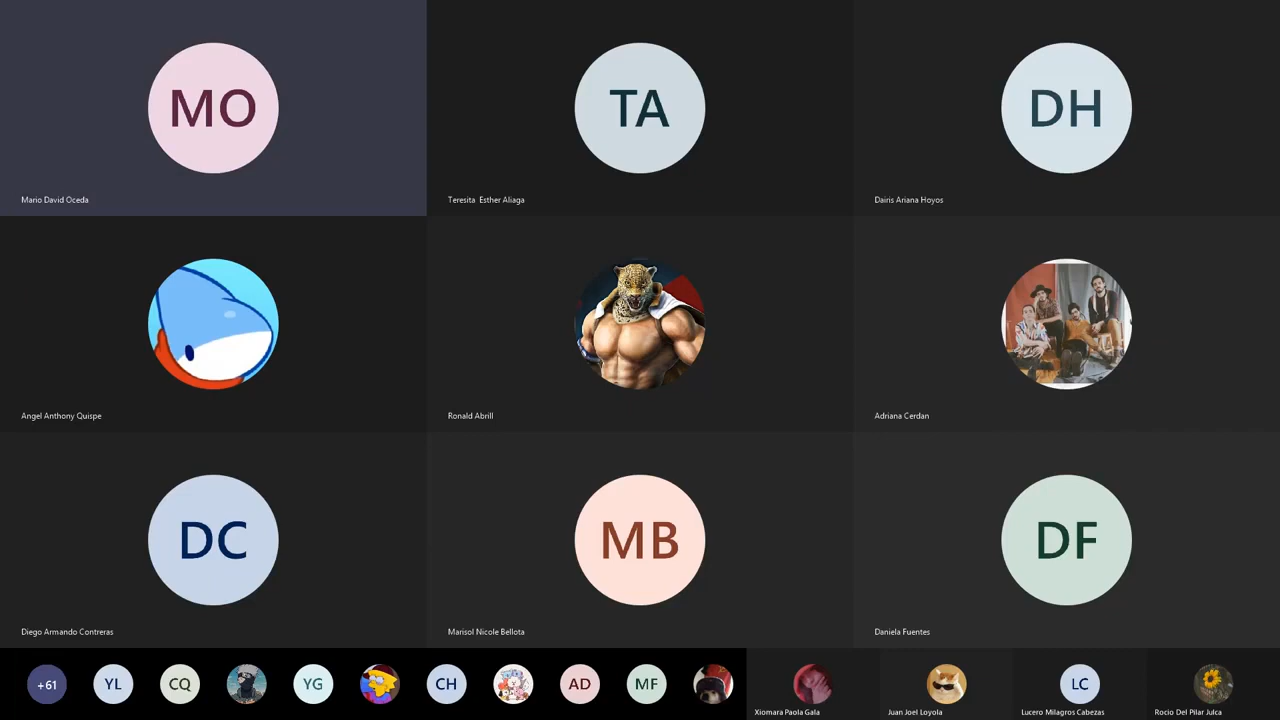 MO
TA
DH
Mario David Oceda
Teresita Esther Aliaga
Dairis Ariana Hoyos
Angel Anthony Quispe
Ronald Abrill
Adriana Cerdan
DC
MB
DF
Diego Armando Contreras
Marisol Nicole Bellota
Daniela Fuentes
+61
YL
CQ
YG
CH
AD
MF
LC
Xiomara Paola Gala
Juan Joel Loyola
Lucero Milagros Cabezas
Rocio Del Pilar Julca